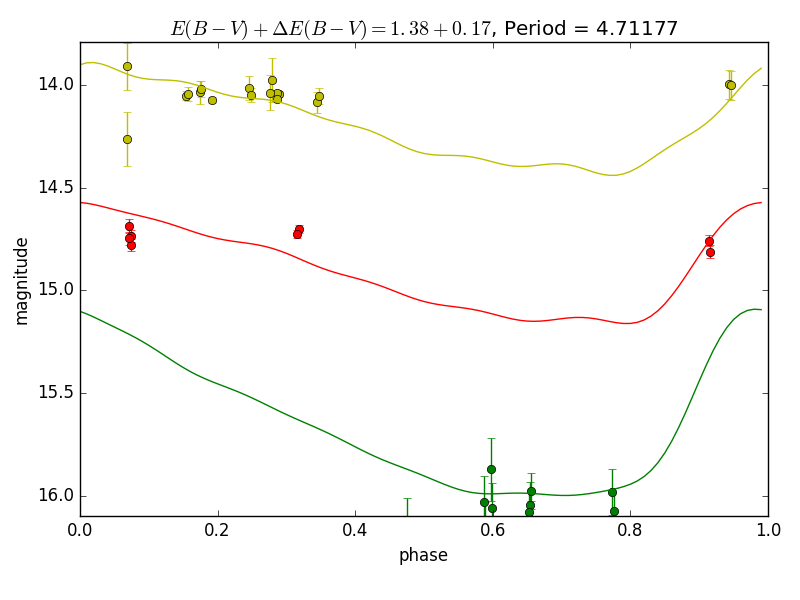 E(B − V) + ΔE(B − V) = 1.38 + 0.17, Period = 4.71177
14.0
14.5
15.0
15.5
16.0
magnitude
0.0 0.2 0.4 0.6 0.8 1.0
phase